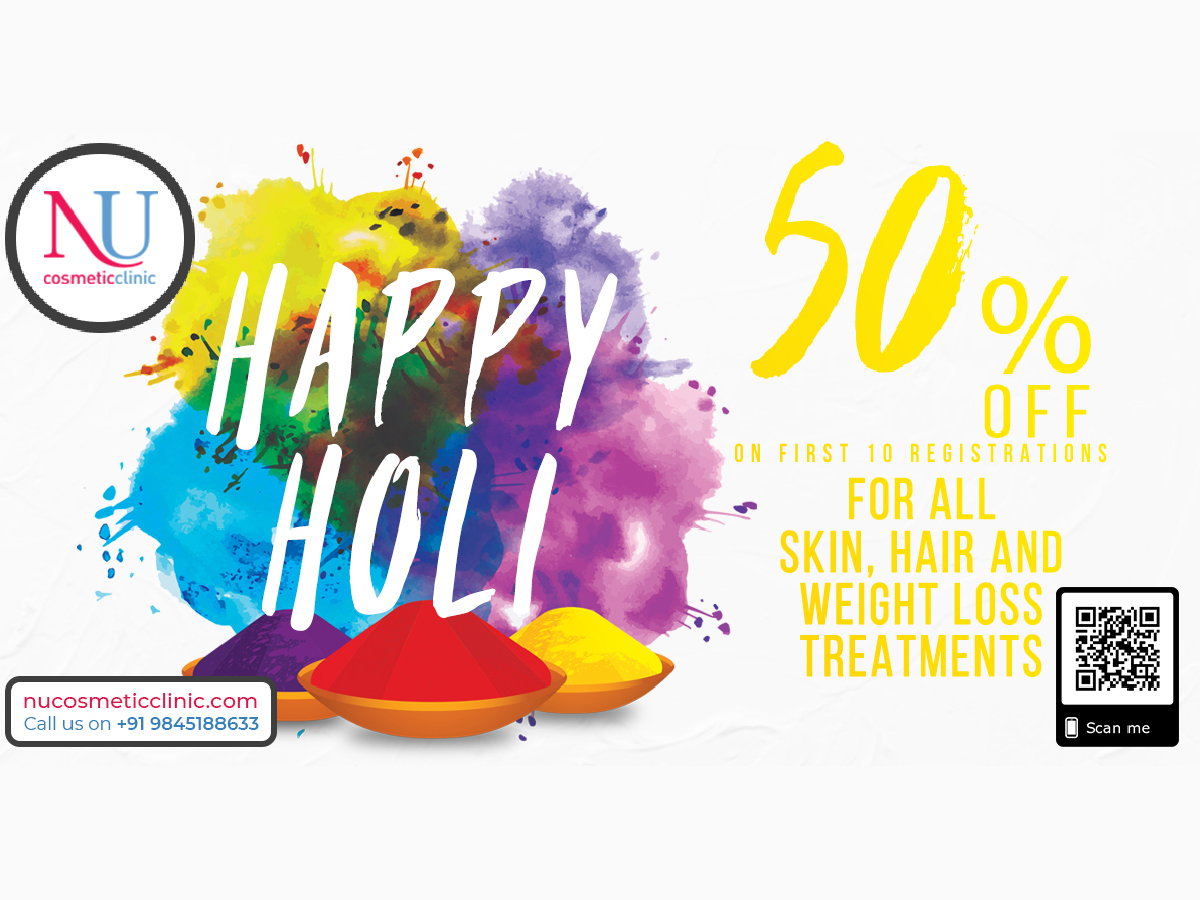 NU
cosmeticclinic
HAPPY
HOLI
50%
OFF
ON FIRST 10 REGISTRATIONS
FOR ALL
SKIN, HAIR AND
WEIGHT LOSS
TREATMENTS
nucosmeticclinic.com
Call us on +91 9845188633
Scan me